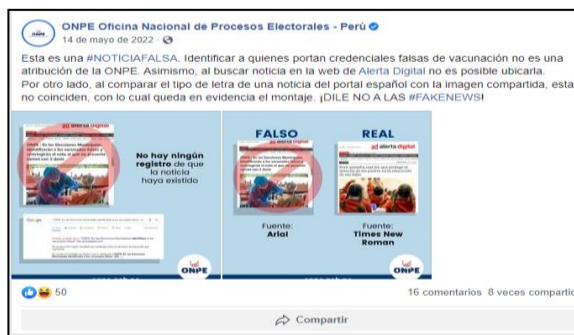 ONPE Oficina Nacional de Procesos Electorales - Perú
14 de mayo de 2022
Esta es una #NOTICIAFALSA. Identificar a quienes portan credenciales falsas de vacunación no es una
atribución de la ONPE. Asimismo, al buscar noticia en la web de Alerta Digital no es posible ubicarla.
Por otro lado, al comparar el tipo de letra de una noticia del portal español con la imagen compartida, esta
no coinciden, con lo cual queda en evidencia el montaje. ¡DILE NO A LAS #FAKENEWS!
alerta digital
No hay ningún
registro de que
la noticia
haya existido
ONPE
FALSO
REAL
alerta digital
alerta digital
Fuente:
Arial
Fuente:
Times New
Roman
ONPE
50
16 comentarios 8 veces compartido
Compartir